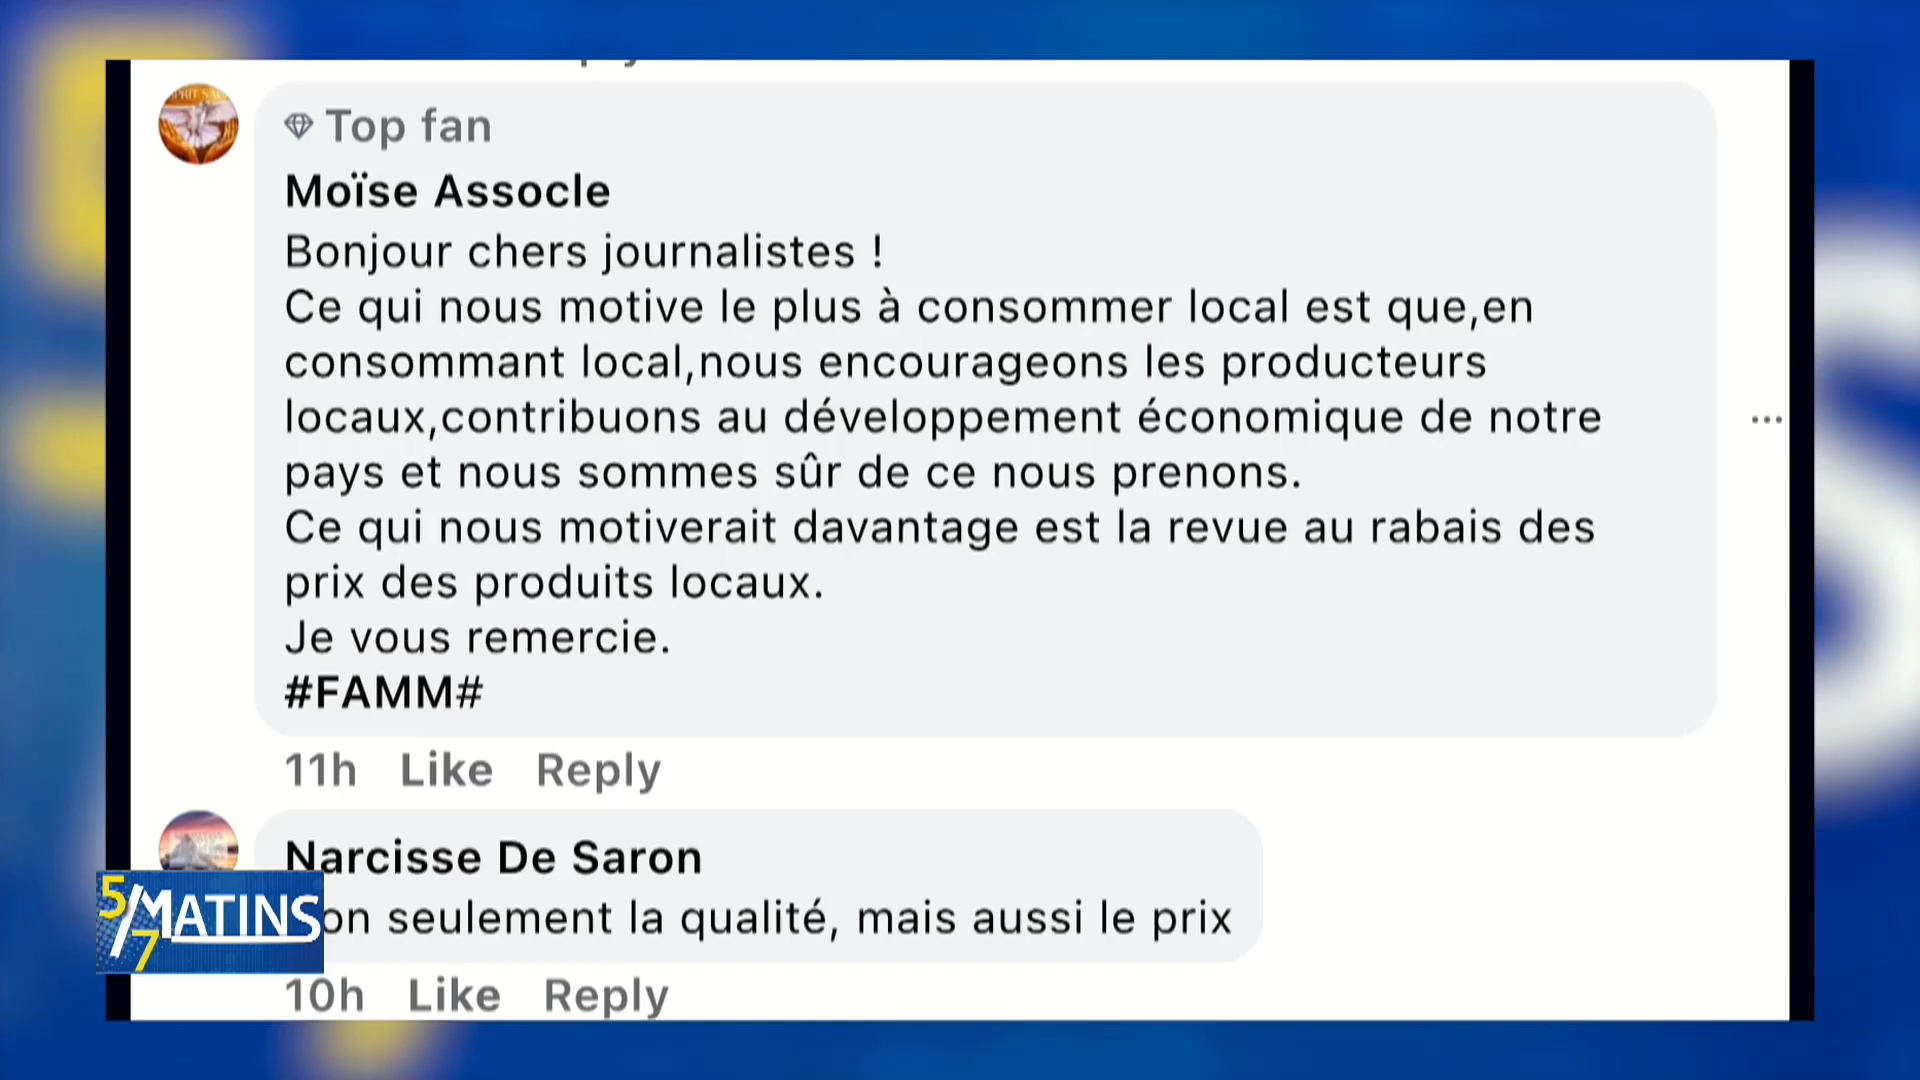 Top fan
Moïse Assocle
Bonjour chers journalistes !
Ce qui nous motive le plus à consommer local est que,en
consommant local,nous encourageons les producteurs
locaux,contribuons au développement économique de notre
pays et nous sommes sûr de ce nous prenons.
Ce qui nous motiverait davantage est la revue au rabais des
prix des produits locaux.
Je vous remercie.
#FAMM#
11h Like Reply
Narcisse De Saron
on seulement la qualité, mais aussi le prix
5/7 MATINS
10h Like Reply